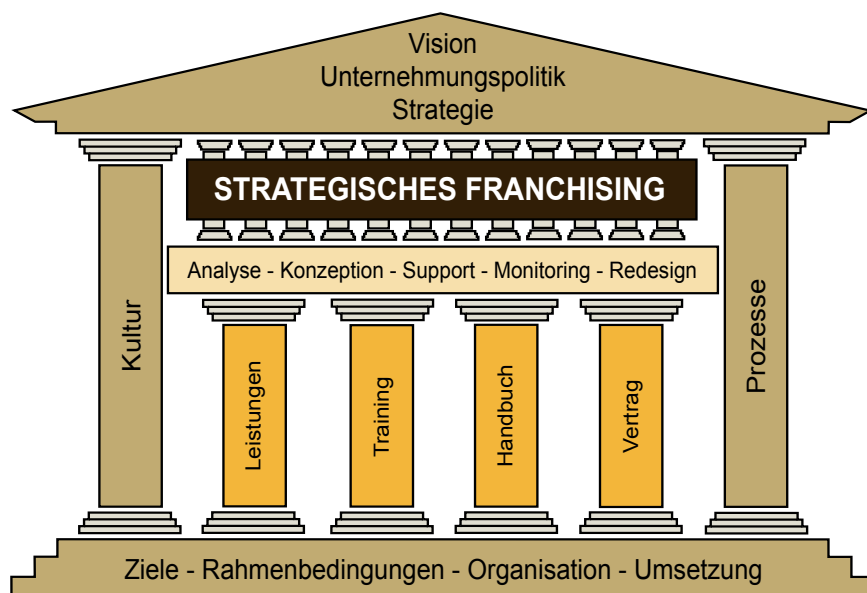 Vision
Unternehmungspolitik
Strategie
STRATEGISCHES FRANCHISING
Analyse - Konzeption - Support - Monitoring - Redesign
Kultur
Leistungen
Training
Handbuch
Vertrag
Prozesse
Ziele - Rahmenbedingungen - Organisation - Umsetzung